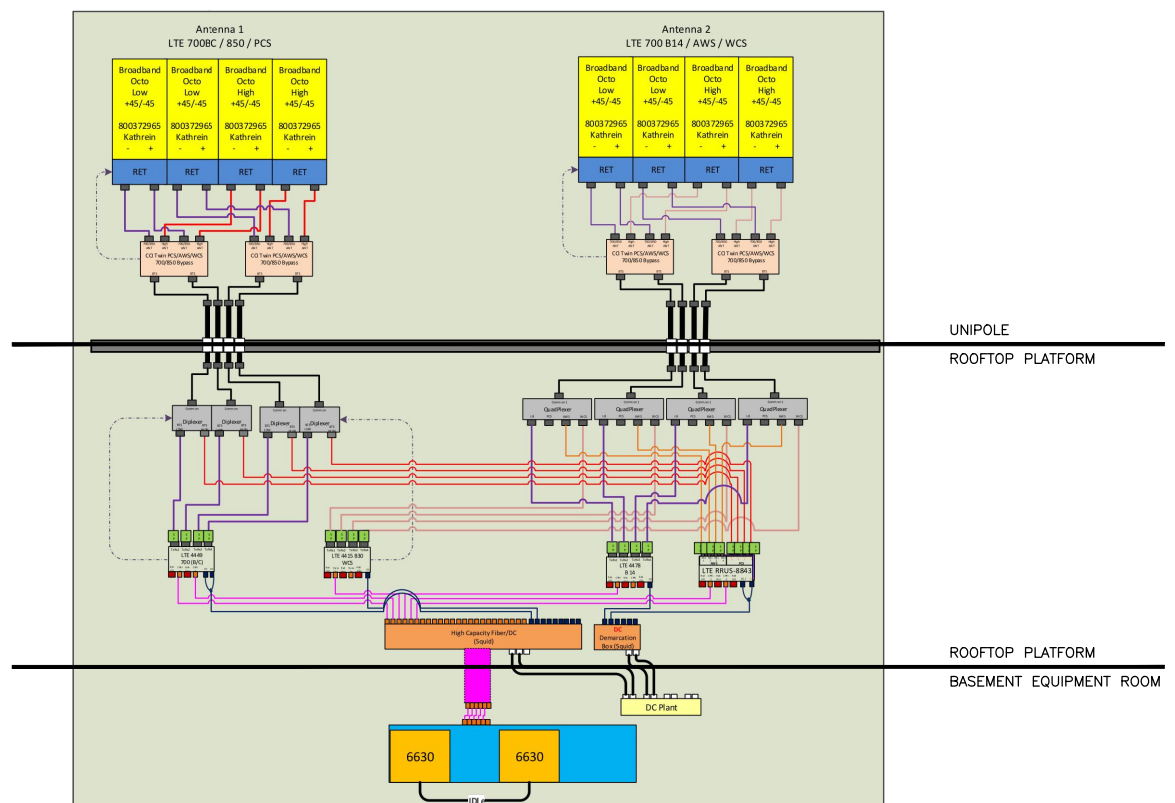 Antenna 1
LTE 700BC / 850 / PCS
Antenna 2
LTE 700 B14 / AWS / WCS
Broadband
Octo
Low
+45/-45
800372965
Kathrein
- +
Broadband
Octo
Low
+45/-45
800372965
Kathrein
- +
Broadband
Octo
High
+45/-45
800372965
Kathrein
- +
Broadband
Octo
High
+45/-45
800372965
Kathrein
- +
Broadband
Octo
Low
+45/-45
800372965
Kathrein
- +
Broadband
Octo
Low
+45/-45
800372965
Kathrein
- +
Broadband
Octo
High
+45/-45
800372965
Kathrein
- +
Broadband
Octo
High
+45/-45
800372965
Kathrein
- +
RET
RET
RET
RET
RET
RET
RET
RET
CCI Twin PCS/AWS/WCS
700/850 Bypass
CCI Twin PCS/AWS/WCS
700/850 Bypass
CCI Twin PCS/AWS/WCS
700/850 Bypass
CCI Twin PCS/AWS/WCS
700/850 Bypass
UNIPOLE
ROOFTOP PLATFORM
Diplexer
Diplexer
Diplexer
Diplexer
QuadPlexer
QuadPlexer
QuadPlexer
QuadPlexer
LTE 4449
700 (B/C)
LTE 4415 B30
WCS
LTE 4478
B 14
LTE RRUS-8843
High Capacity Fiber/DC
(Squid)
DC
Demarcation
Box (Squid)
ROOFTOP PLATFORM
BASEMENT EQUIPMENT ROOM
DC Plant
6630
6630
IDLe